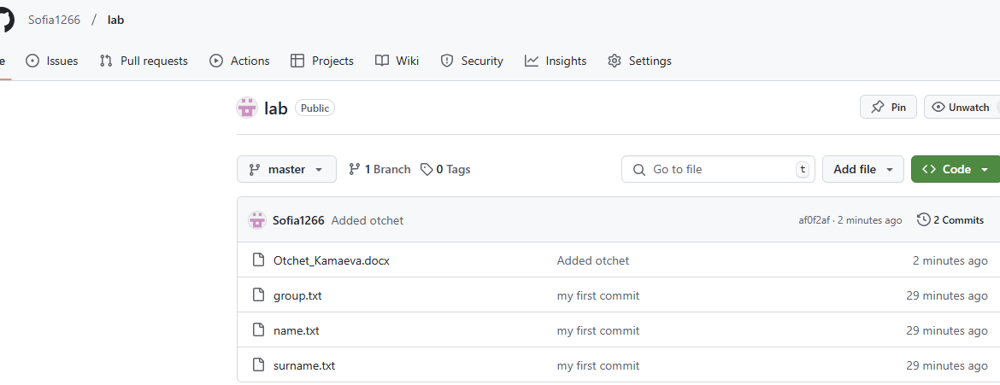 Sofia1266 / lab
e Issues Pull requests Actions Projects Wiki Security Insights Settings
lab Public Pin Unwatch
master 1 Branch 0 Tags Go to file t Add file Code
Sofia1266 Added otchet af0f2af · 2 minutes ago 2 Commits
Otchet_Kamaeva.docx Added otchet 2 minutes ago
group.txt my first commit 29 minutes ago
name.txt my first commit 29 minutes ago
surname.txt my first commit 29 minutes ago